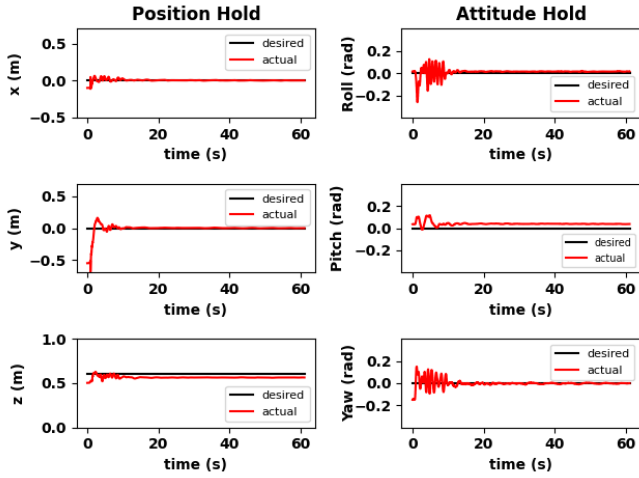 Position Hold
0.5
0.0
−0.5
x (m)
desired
actual
0 20 40 60
time (s)
Attitude Hold
0.2
0.0
−0.2
Roll (rad)
desired
actual
0 20 40 60
time (s)
0.5
0.0
−0.5
y (m)
desired
actual
0 20 40 60
time (s)
0.2
0.0
−0.2
Pitch (rad)
desired
actual
0 20 40 60
time (s)
1.0
0.5
0.0
z (m)
desired
actual
0 20 40 60
time (s)
0.2
0.0
−0.2
Yaw (rad)
desired
actual
0 20 40 60
time (s)